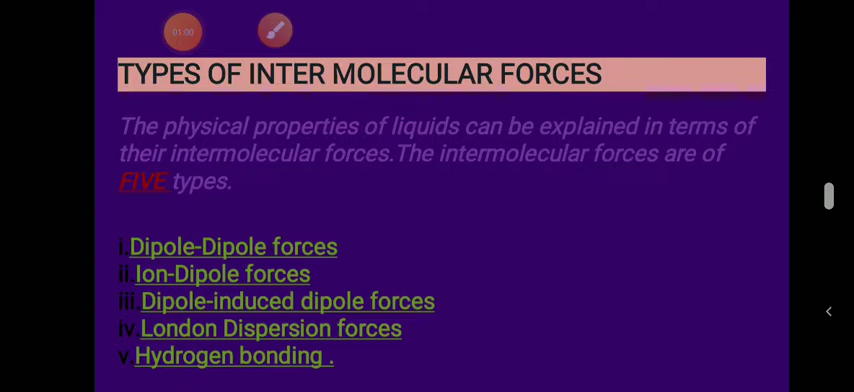 01:00
TYPES OF INTER MOLECULAR FORCES
The physical properties of liquids can be explained in terms of
their intermolecular forces.The intermolecular forces are of
FIVE types.
i.Dipole-Dipole forces
ii.Ion-Dipole forces
iii.Dipole-induced dipole forces
iv.London Dispersion forces
v.Hydrogen bonding .